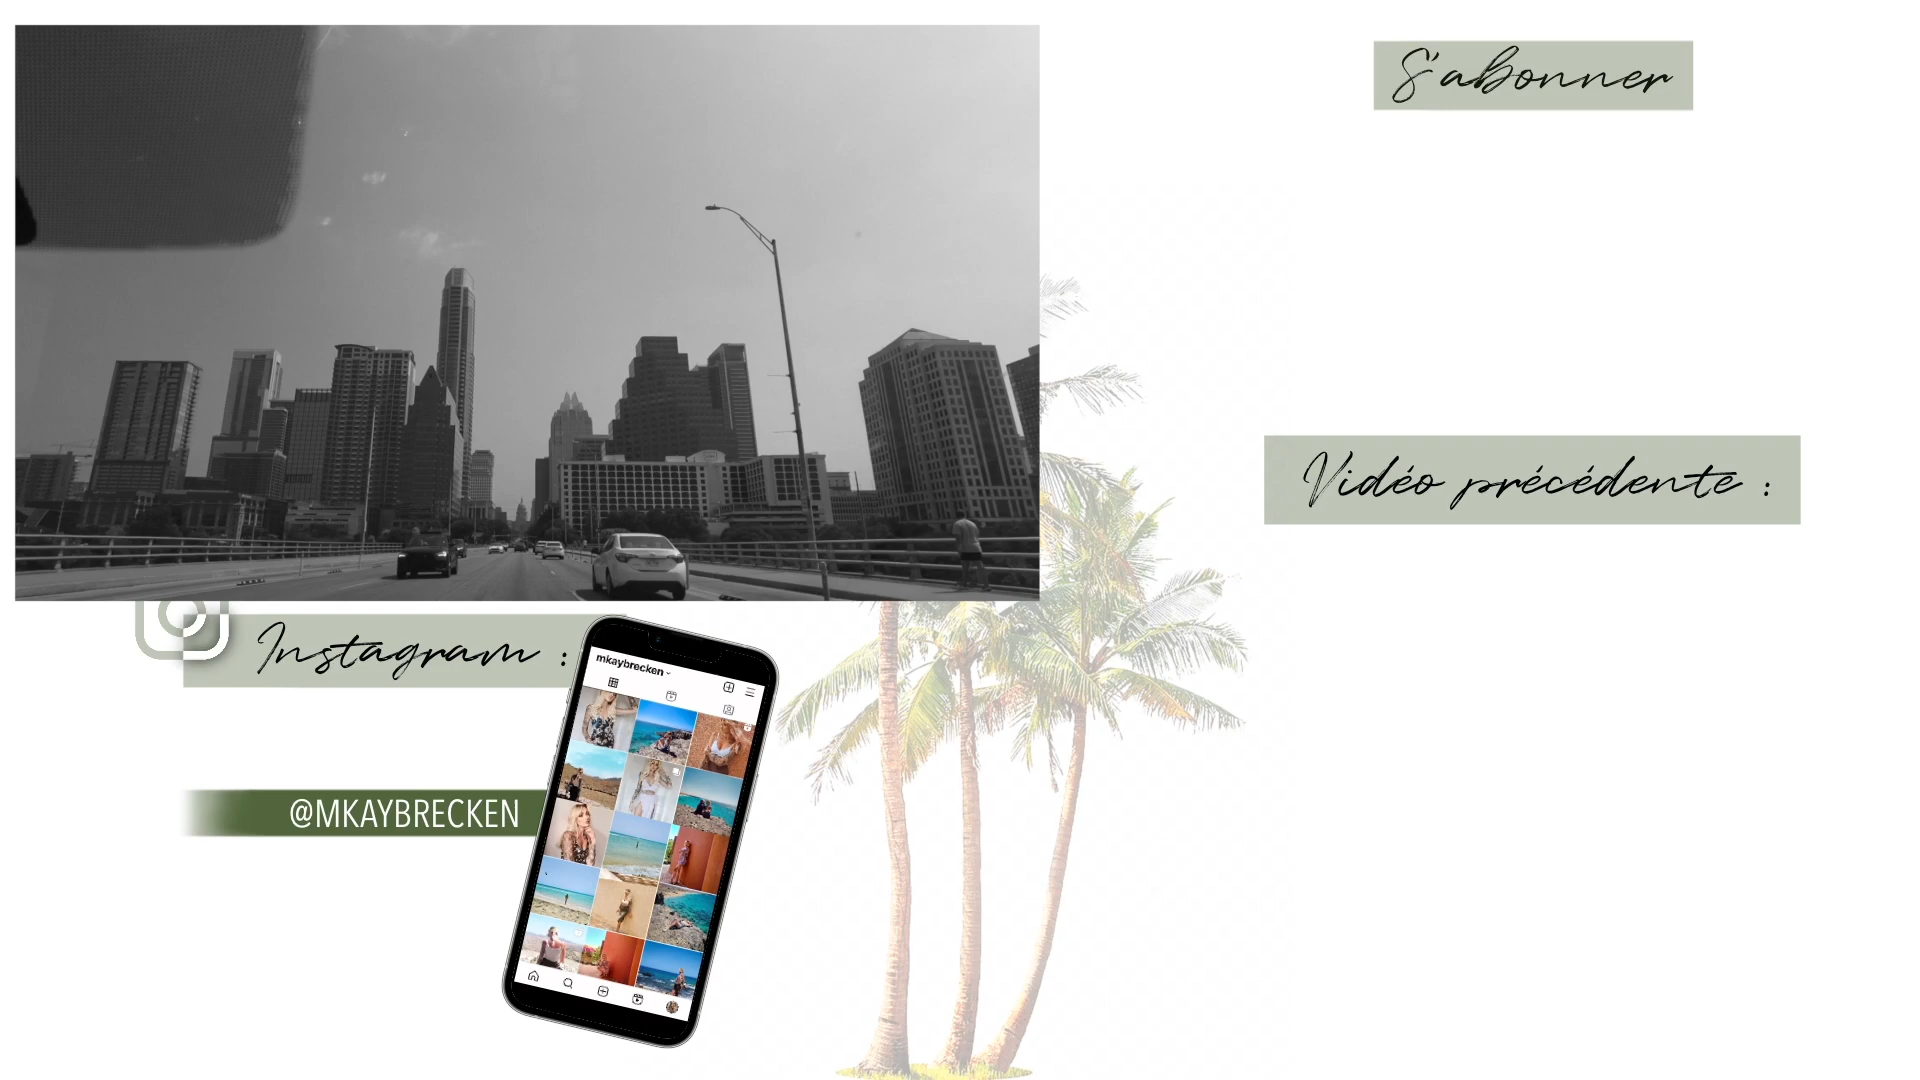 S'abonner
Vidéo précédente :
Instagram :
mkaybrecken
@MKAYBRECKEN